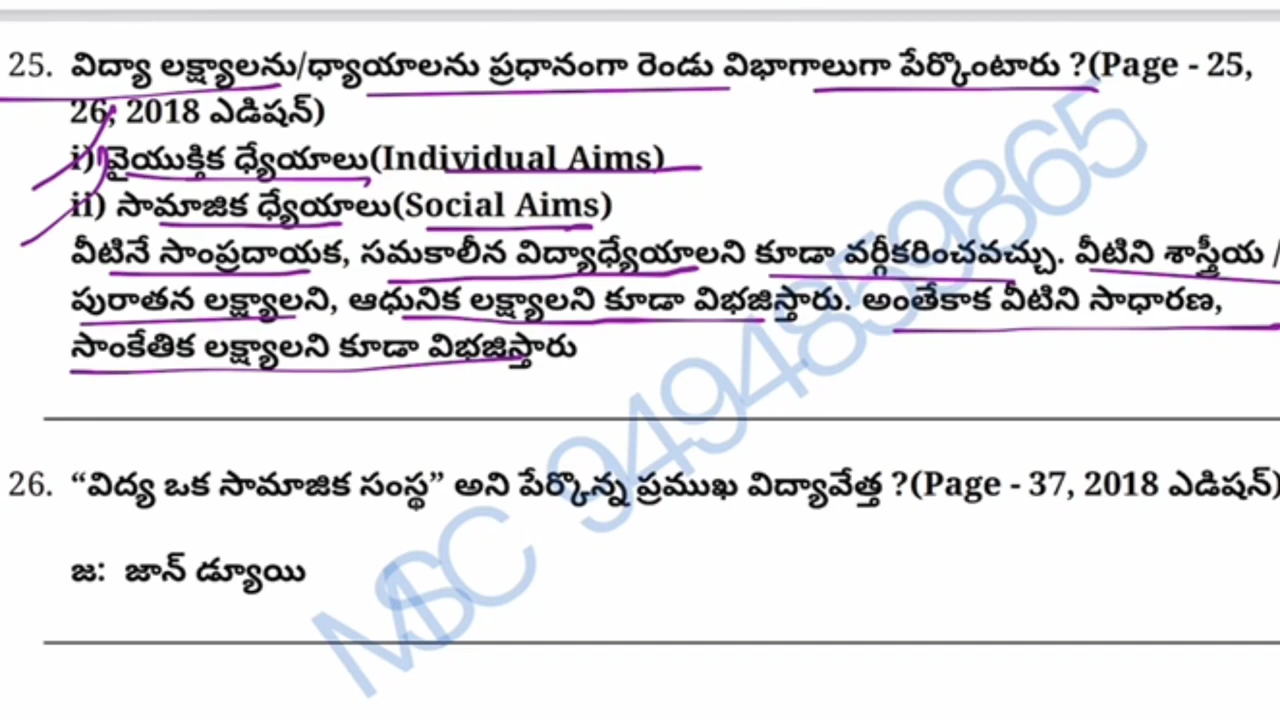 25. విద్యా లక్ష్యాలను/ధ్యాయాలను ప్రధానంగా రెండు విభాగాలుగా పేర్కొంటారు ?(Page - 25,
26, 2018 ఎడిషన్)
i) వైయుక్తిక ధ్యేయాలు(Individual Aims)
ii) సామాజిక ధ్యేయాలు(Social Aims)
వీటినే సాంప్రదాయక, సమకాలీన విద్యాధ్యేయాలని కూడా వర్గీకరించవచ్చు. వీటిని శాస్త్రీయ /
పురాతన లక్ష్యాలని, ఆధునిక లక్ష్యాలని కూడా విభజిస్తారు. అంతేకాక వీటిని సాధారణ,
సాంకేతిక లక్ష్యాలని కూడా విభజిస్తారు
26. “విద్య ఒక సామాజిక సంస్థ” అని పేర్కొన్న ప్రముఖ విద్యావేత్త ?(Page - 37, 2018 ఎడిషన్)
జ: జాన్ డ్యూయి
MSC 9494859865